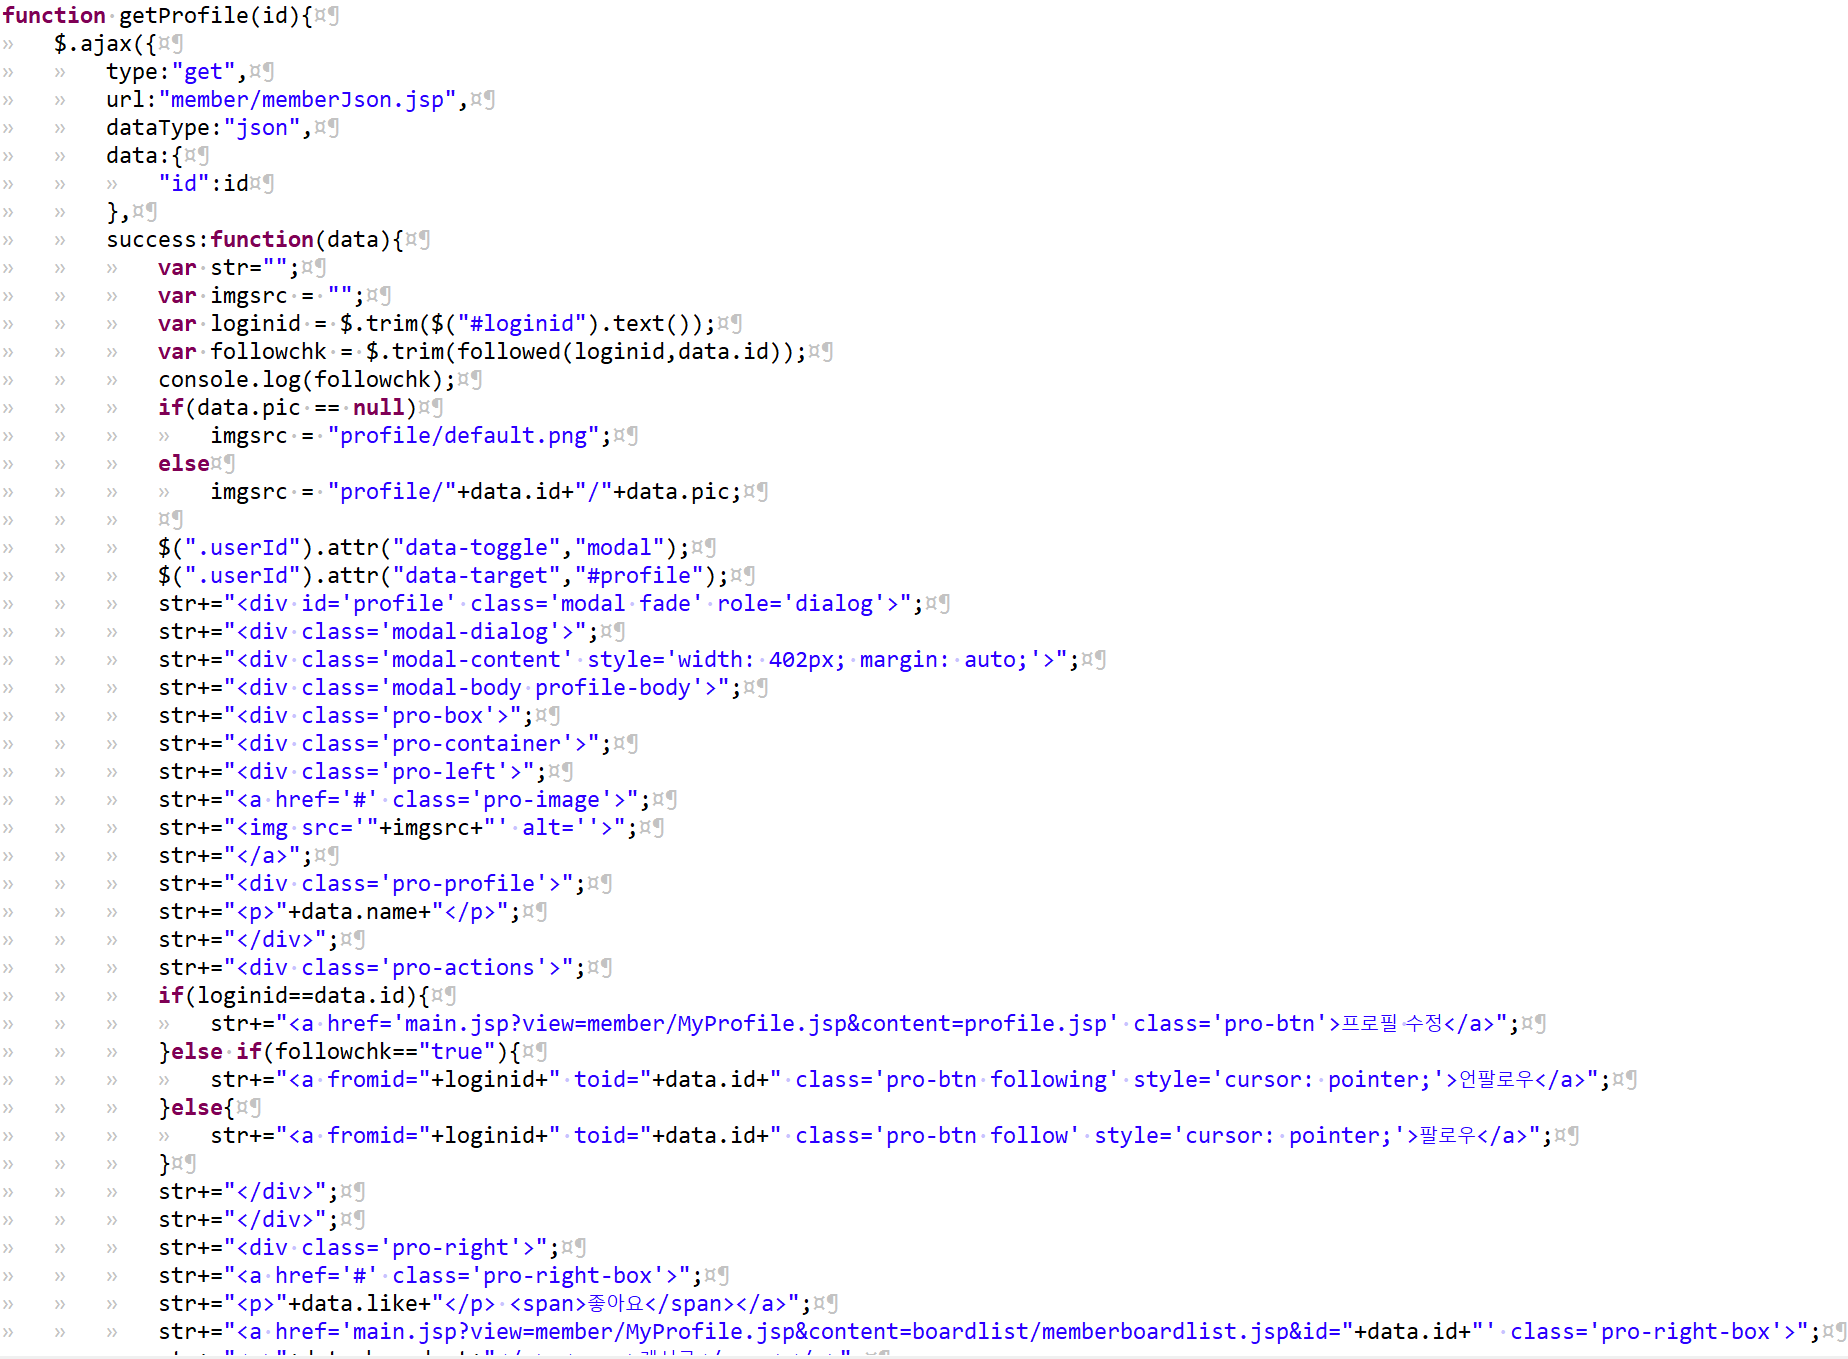 function getProfile(id){
$.ajax({
type:"get",
url:"member/memberJson.jsp",
dataType:"json",
data:{
"id":id
},
success:function(data){
var str="";
var imgsrc = "";
var loginid = $.trim($("#loginid").text());
var followchk = $.trim(followed(loginid,data.id));
console.log(followchk);
if(data.pic == null)
imgsrc = "profile/default.png";
else
imgsrc = "profile/"+data.id+"/"+data.pic;
$(".userId").attr("data-toggle","modal");
$(".userId").attr("data-target","#profile");
str+="<div id='profile' class='modal fade' role='dialog'>";
str+="<div class='modal-dialog'>";
str+="<div class='modal-content' style='width: 402px; margin: auto;'>";
str+="<div class='modal-body profile-body'>";
str+="<div class='pro-box'>";
str+="<div class='pro-container'>";
str+="<div class='pro-left'>";
str+="<a href='#' class='pro-image'>";
str+="<img src='"+imgsrc+"' alt=''>";
str+="</a>";
str+="<div class='pro-profile'>";
str+="<p>"+data.name+"</p>";
str+="</div>";
str+="<div class='pro-actions'>";
if(loginid==data.id){
str+="<a href='main.jsp?view=member/MyProfile.jsp&content=profile.jsp' class='pro-btn'>프로필 수정</a>";
}else if(followchk=="true"){
str+="<a fromid="+loginid+" toid="+data.id+" class='pro-btn following' style='cursor: pointer;'>언팔로우</a>";
}else{
str+="<a fromid="+loginid+" toid="+data.id+" class='pro-btn follow' style='cursor: pointer;'>팔로우</a>";
}
str+="</div>";
str+="</div>";
str+="<div class='pro-right'>";
str+="<a href='#' class='pro-right-box'>";
str+="<p>"+data.like+"</p> <span>좋아요</span></a>";
str+="<a href='main.jsp?view=member/MyProfile.jsp&content=boardlist/memberboardlist.jsp&id="+data.id+"' class='pro-right-box'>";